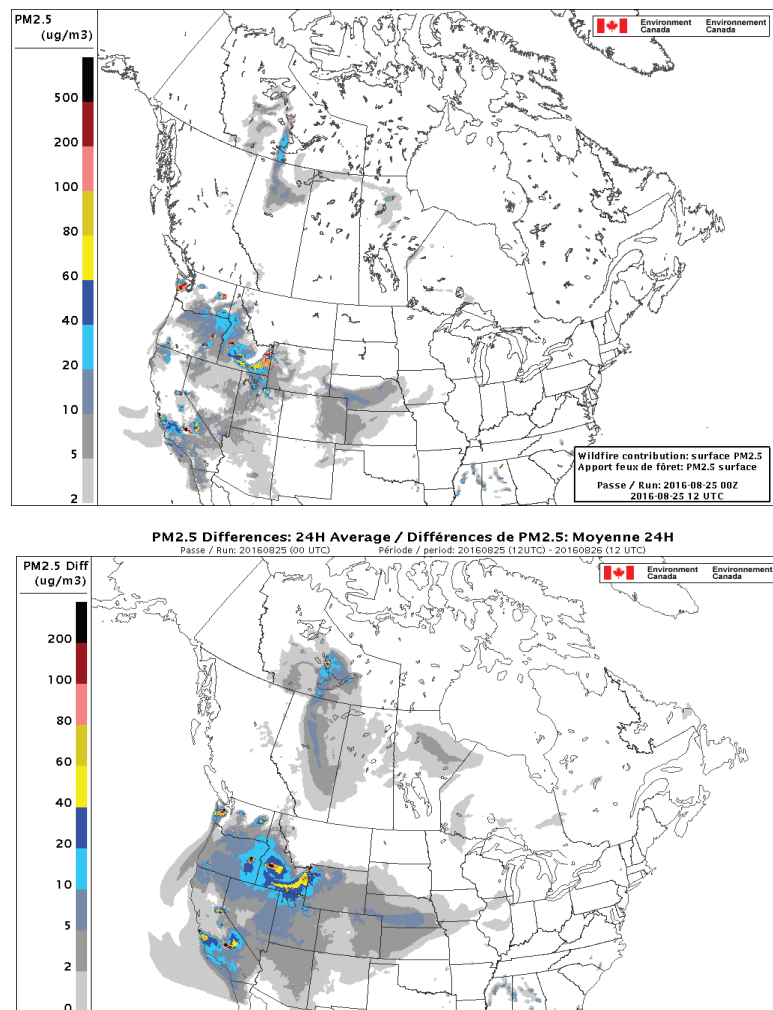 PM2.5
(ug/m3)
500
200
100
80
60
40
20
10
5
2
Environment Canada
Environnement Canada
Wildfire contribution: surface PM2.5
Apport feux de fôret: PM2.5 surface
Passe / Run: 2016-08-25 00Z
2016-08-25 12 UTC
PM2.5 Differences: 24H Average / Différences de PM2.5: Moyenne 24H
Passe / Run: 20160825 (00 UTC) Période / period: 20160825 (12UTC) - 20160826 (12 UTC)
PM2.5 Diff
(ug/m3)
200
100
80
60
40
20
10
5
2
0
Environment Canada
Environnement Canada